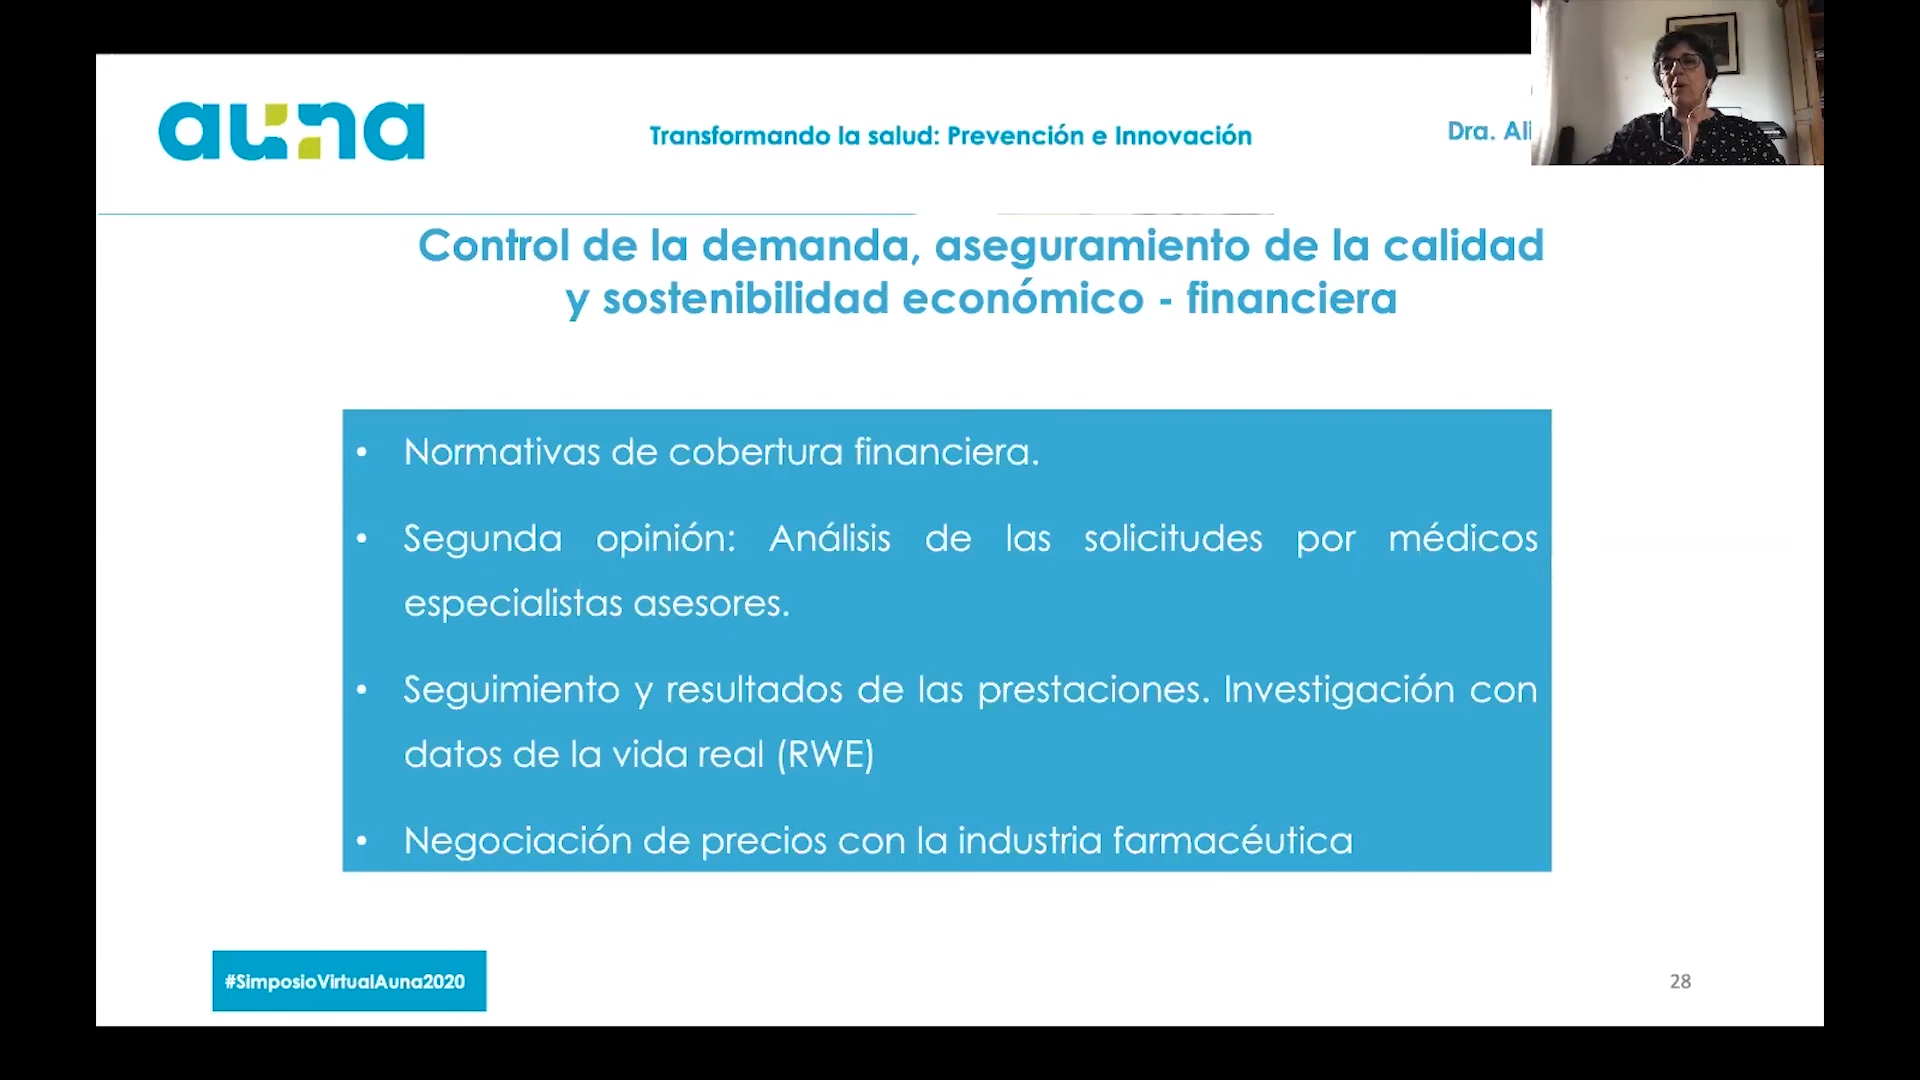 auna
Transformando la salud: Prevención e Innovación
Dra. Ali
Control de la demanda, aseguramiento de la calidad
y sostenibilidad económico - financiera
• Normativas de cobertura financiera.
• Segunda opinión: Análisis de las solicitudes por médicos
especialistas asesores.
• Seguimiento y resultados de las prestaciones. Investigación con
datos de la vida real (RWE)
• Negociación de precios con la industria farmacéutica
#SimposioVirtualAuna2020
28